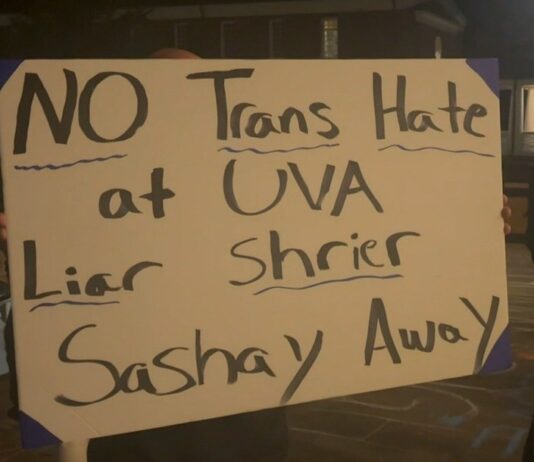 NO Trans Hate
at UVA
Liar Shrier
Sashay Away